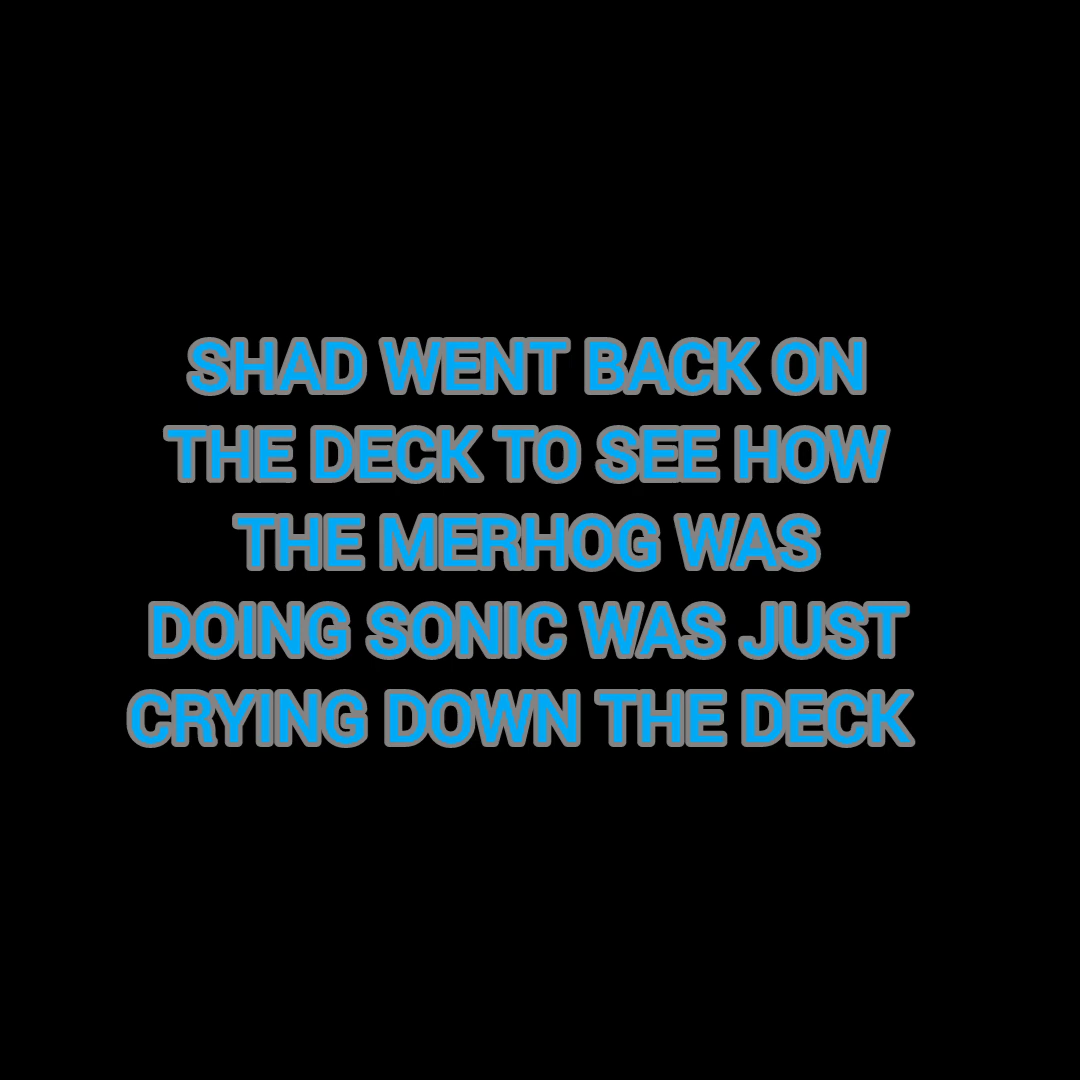 SHAD WENT BACK ON
THE DECK TO SEE HOW
THE MERHOG WAS
DOING SONIC WAS JUST
CRYING DOWN THE DECK